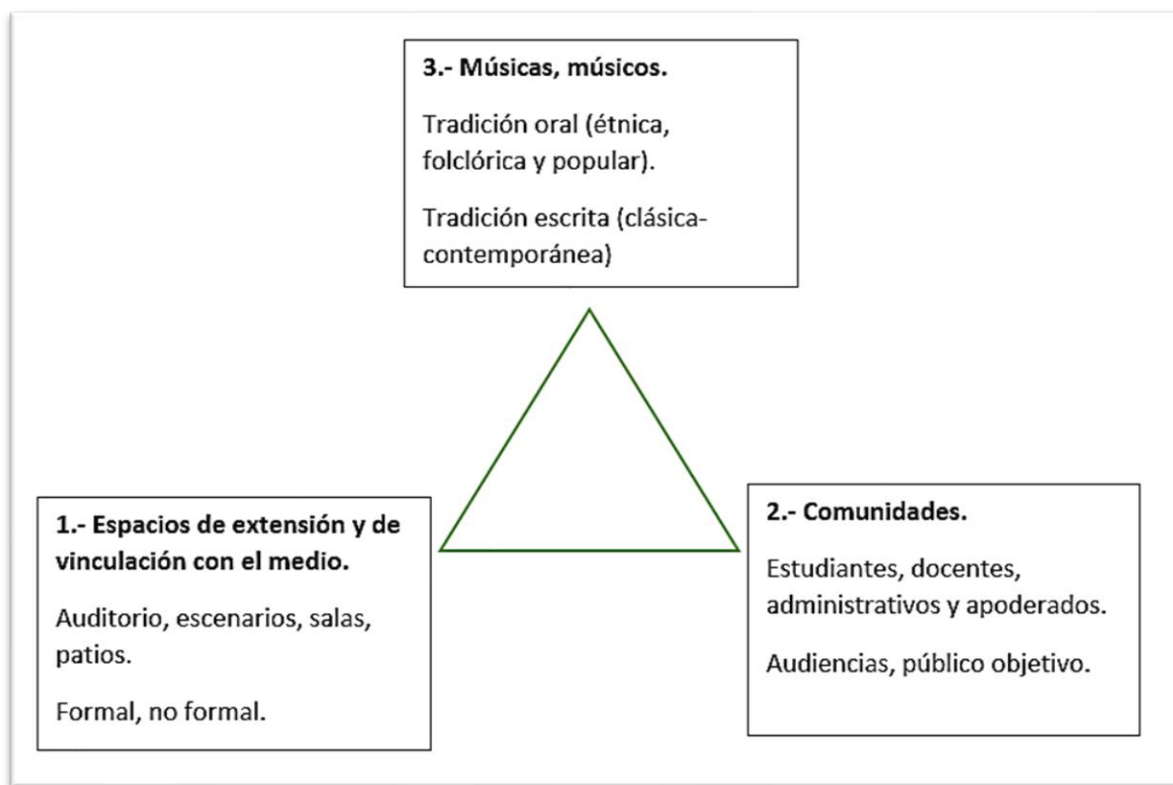 3.- Músicas, músicos.
Tradición oral (étnica,
folclórica y popular).
Tradición escrita (clásica-
contemporánea)
1.- Espacios de extensión y de
vinculación con el medio.
Auditorio, escenarios, salas,
patios.
Formal, no formal.
2.- Comunidades.
Estudiantes, docentes,
administrativos y apoderados.
Audiencias, público objetivo.